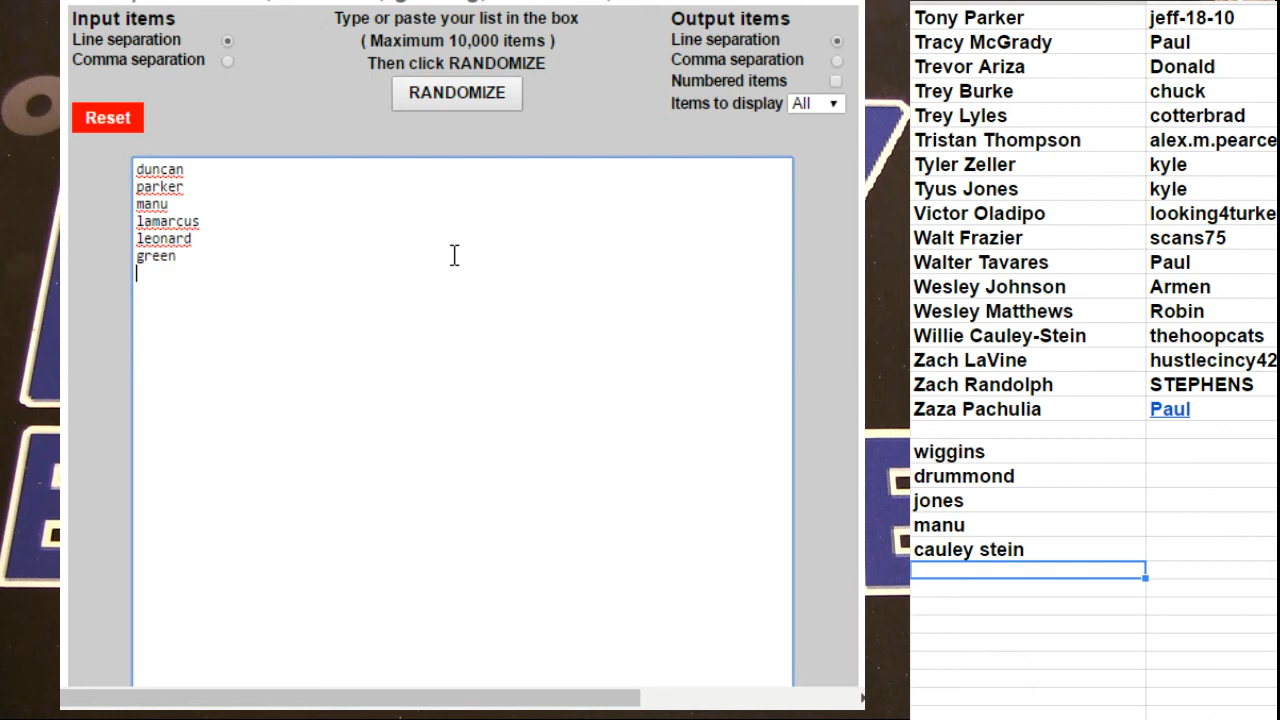 Input items
Line separation
Comma separation
Reset
Type or paste your list in the box
( Maximum 10,000 items )
Then click RANDOMIZE
RANDOMIZE
Output items
Line separation
Comma separation
Numbered items
Items to display All
duncan
parker
manu
lamarcus
leonard
green
Tony Parker jeff-18-10
Tracy McGrady Paul
Trevor Ariza Donald
Trey Burke chuck
Trey Lyles cotterbrad
Tristan Thompson alex.m.pearce
Tyler Zeller kyle
Tyus Jones kyle
Victor Oladipo looking4turke
Walt Frazier scans75
Walter Tavares Paul
Wesley Johnson Armen
Wesley Matthews Robin
Willie Cauley-Stein thehoopcats
Zach LaVine hustlecincy42
Zach Randolph STEPHENS
Zaza Pachulia Paul
wiggins
drummond
jones
manu
cauley stein